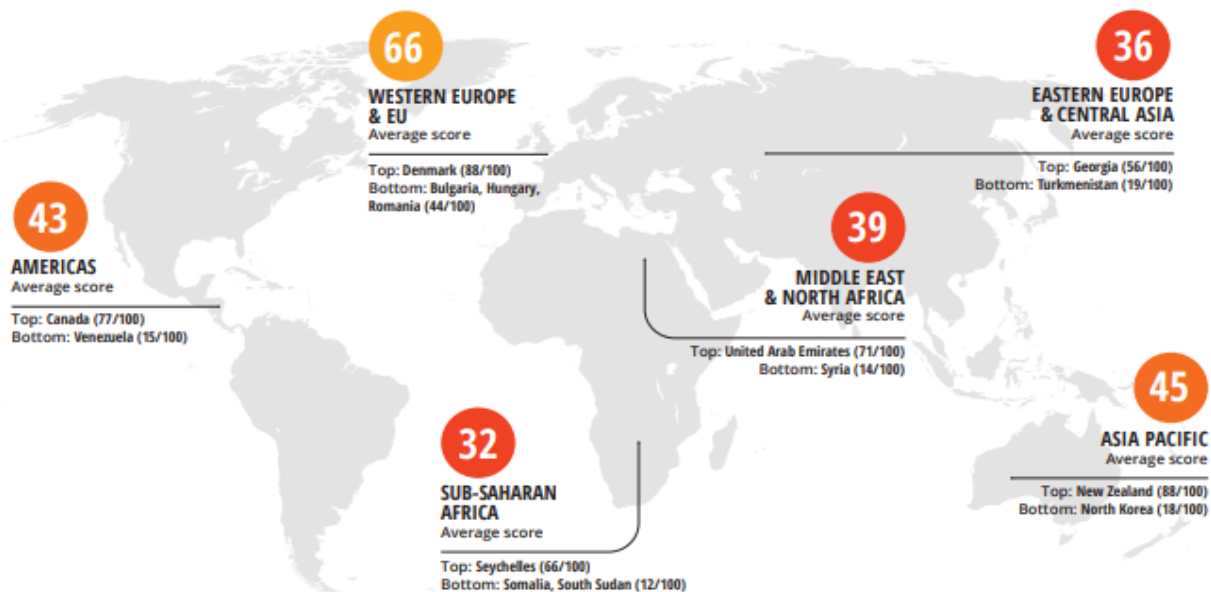 66
WESTERN EUROPE
& EU
Average score
Top: Denmark (88/100)
Bottom: Bulgaria, Hungary,
Romania (44/100)
36
EASTERN EUROPE
& CENTRAL ASIA
Average score
Top: Georgia (56/100)
Bottom: Turkmenistan (19/100)
43
AMERICAS
Average score
Top: Canada (77/100)
Bottom: Venezuela (15/100)
39
MIDDLE EAST
& NORTH AFRICA
Average score
Top: United Arab Emirates (71/100)
Bottom: Syria (14/100)
32
SUB-SAHARAN
AFRICA
Average score
Top: Seychelles (66/100)
Bottom: Somalia, South Sudan (12/100)
45
ASIA PACIFIC
Average score
Top: New Zealand (88/100)
Bottom: North Korea (18/100)